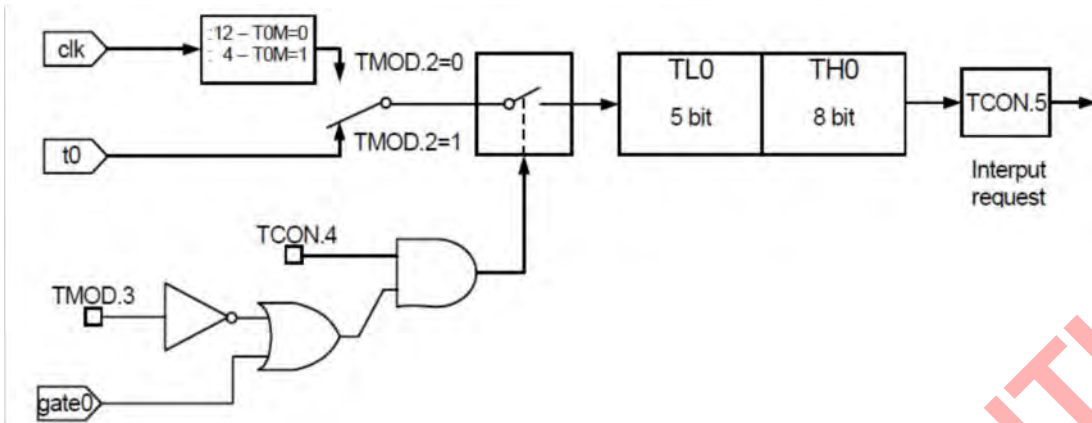 clk
:12 – T0M=0
: 4 – T0M=1
TMOD.2=0
TMOD.2=1
t0
TL0
5 bit
TH0
8 bit
TCON.5
Interput
request
TCON.4
TMOD.3
gate0